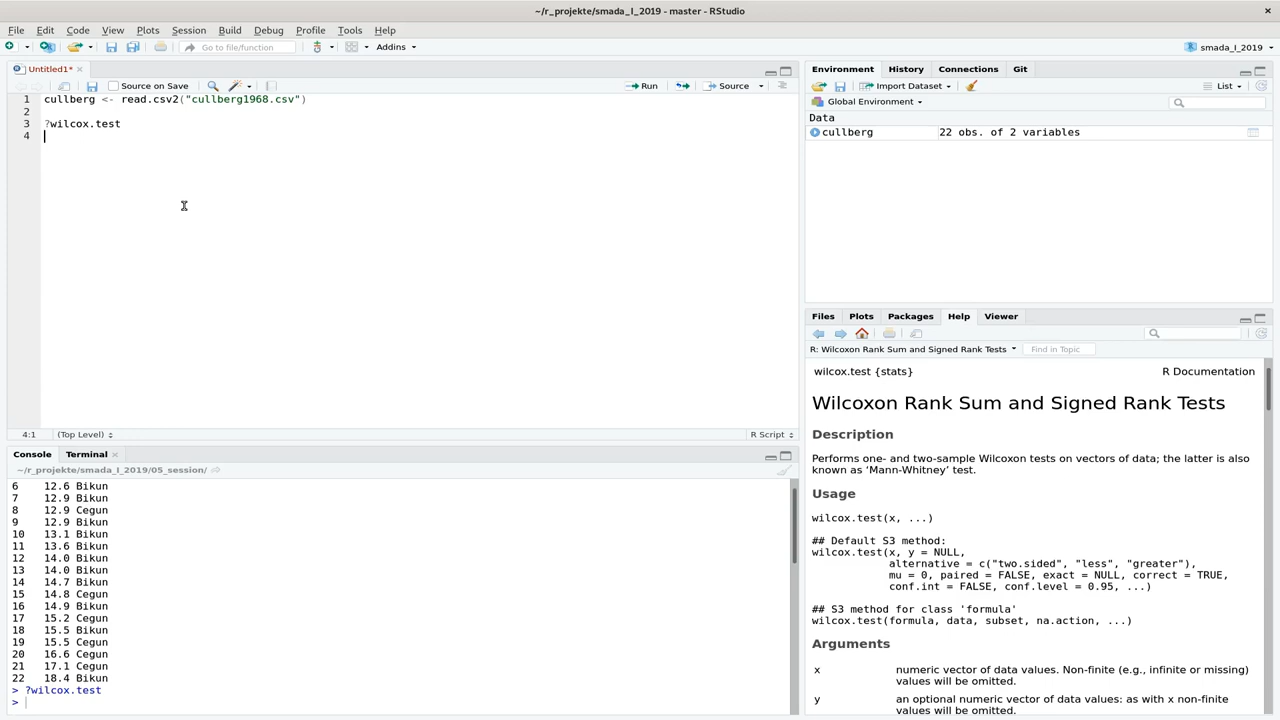 ~/r_projekte/smada_I_2019 - master - RStudio
File Edit Code View Plots Session Build Debug Profile Tools Help
Go to file/function Addins smada_I_2019
Untitled1*
Source on Save Run Source
1 cullberg <- read.csv2("cullberg1968.csv")
2
3 ?wilcox.test
4
4:1 (Top Level) R Script
Console Terminal
~/r_projekte/smada_I_2019/05_session/
6 12.6 Bikun
7 12.9 Bikun
8 12.9 Cegun
9 12.9 Bikun
10 13.1 Bikun
11 13.6 Bikun
12 14.0 Bikun
13 14.0 Bikun
14 14.7 Bikun
15 14.8 Cegun
16 14.9 Bikun
17 15.2 Cegun
18 15.5 Bikun
19 15.5 Cegun
20 16.6 Cegun
21 17.1 Cegun
22 18.4 Bikun
> ?wilcox.test
>
Environment History Connections Git
Import Dataset List
Global Environment
Data
cullberg 22 obs. of 2 variables
Files Plots Packages Help Viewer
R: Wilcoxon Rank Sum and Signed Rank Tests Find in Topic
wilcox.test {stats} R Documentation
Wilcoxon Rank Sum and Signed Rank Tests
Description
Performs one- and two-sample Wilcoxon tests on vectors of data; the latter is also
known as ‘Mann-Whitney’ test.
Usage
wilcox.test(x, ...)
## Default S3 method:
wilcox.test(x, y = NULL,
alternative = c("two.sided", "less", "greater"),
mu = 0, paired = FALSE, exact = NULL, correct = TRUE,
conf.int = FALSE, conf.level = 0.95, ...)
## S3 method for class 'formula'
wilcox.test(formula, data, subset, na.action, ...)
Arguments
x numeric vector of data values. Non-finite (e.g., infinite or missing)
values will be omitted.
y an optional numeric vector of data values: as with x non-finite
values will be omitted.